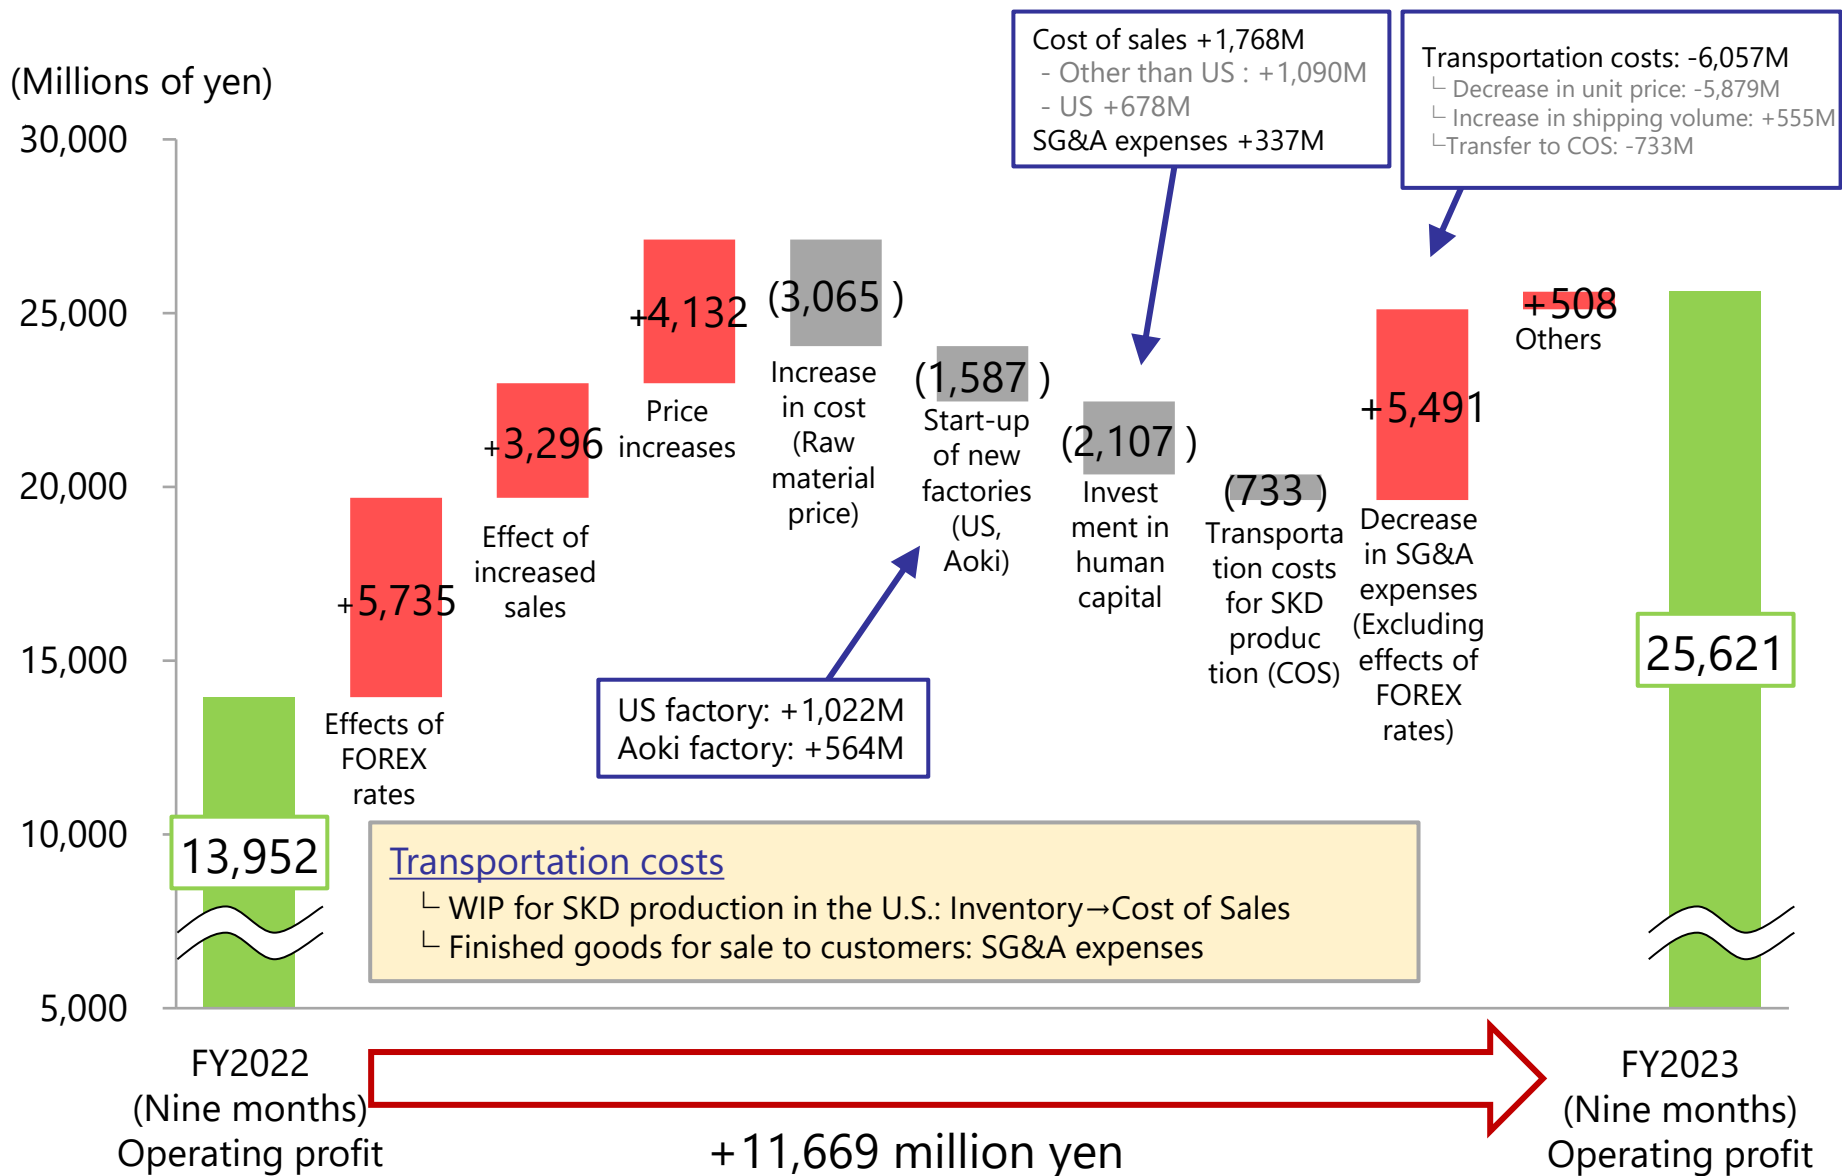 (Millions of yen)
30,000
25,000
20,000
15,000
10,000
5,000
Cost of sales +1,768M
- Other than US : +1,090M
- US +678M
SG&A expenses +337M
Transportation costs: -6,057M
└ Decrease in unit price: -5,879M
└ Increase in shipping volume: +555M
└Transfer to COS: -733M
13,952
+5,735
Effects of
FOREX
rates
+3,296
Effect of
increased
sales
+4,132
Price
increases
(3,065 )
Increase
in cost
(Raw
material
price)
(1,587 )
Start-up
of new
factories
(US,
Aoki)
(2,107 )
Invest
ment in
human
capital
(733 )
Transporta
tion costs
for SKD
produc
tion (COS)
+5,491
Decrease
in SG&A
expenses
(Excluding
effects of
FOREX
rates)
+508
Others
25,621
US factory: +1,022M
Aoki factory: +564M
Transportation costs
└ WIP for SKD production in the U.S.: Inventory→Cost of Sales
└ Finished goods for sale to customers: SG&A expenses
FY2022
(Nine months)
Operating profit
+11,669 million yen
FY2023
(Nine months)
Operating profit